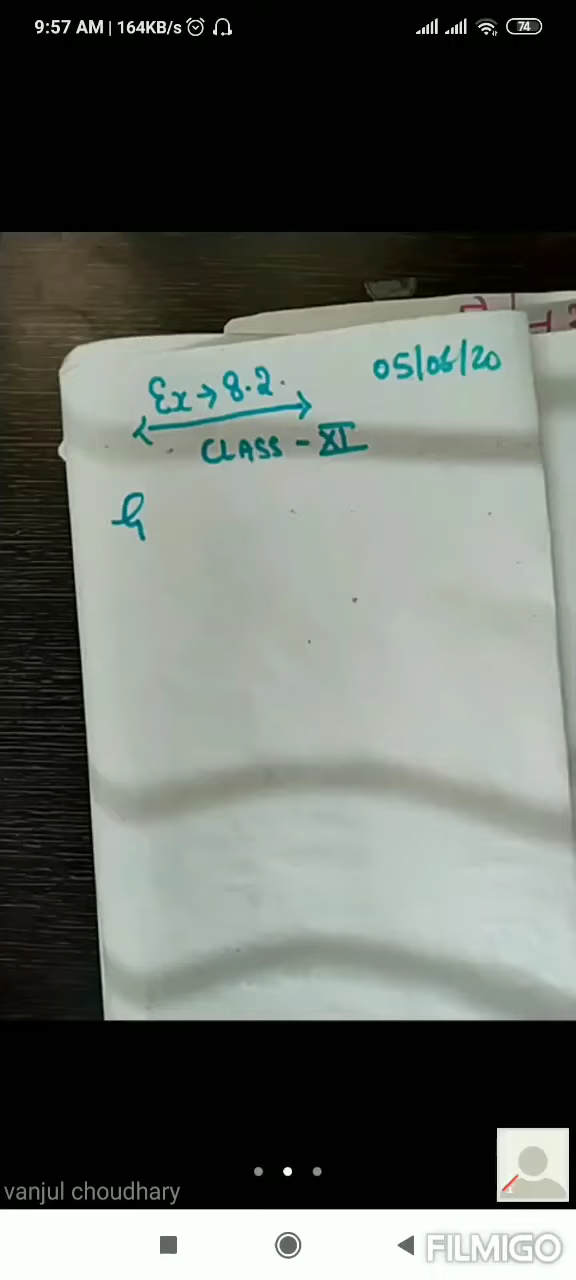 9:57 AM | 164KB/s
74
Ex → 8.2.
05/06/20
CLASS - XI
G
vanjul choudhary
FILMIGO